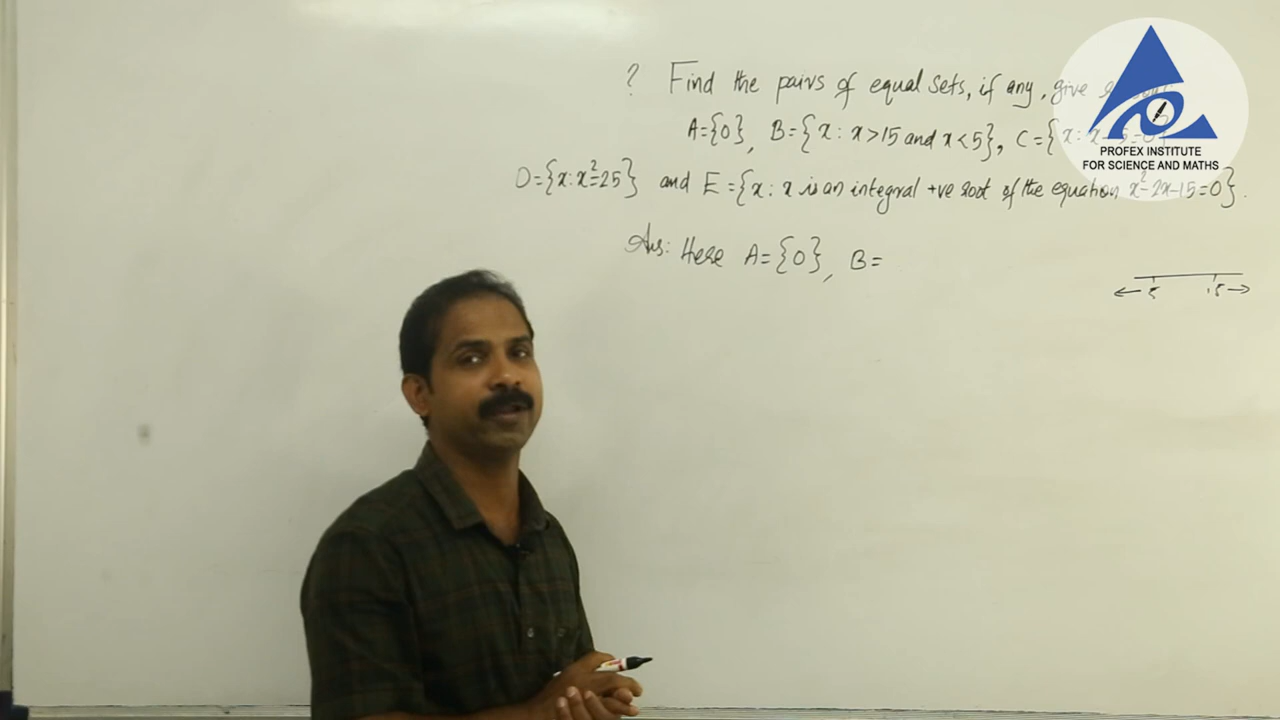 ? Find the pairs of equal sets, if any, give
A={0}, B={x : x>15 and x<5}, C={x: x-5=0}
D={x:x²=25} and E={x: x is an integral +ve root of the equation x²-2x-15=0}.
Ans: Here A={0}, B=
5 15
PROFEX INSTITUTE
FOR SCIENCE AND MATHS